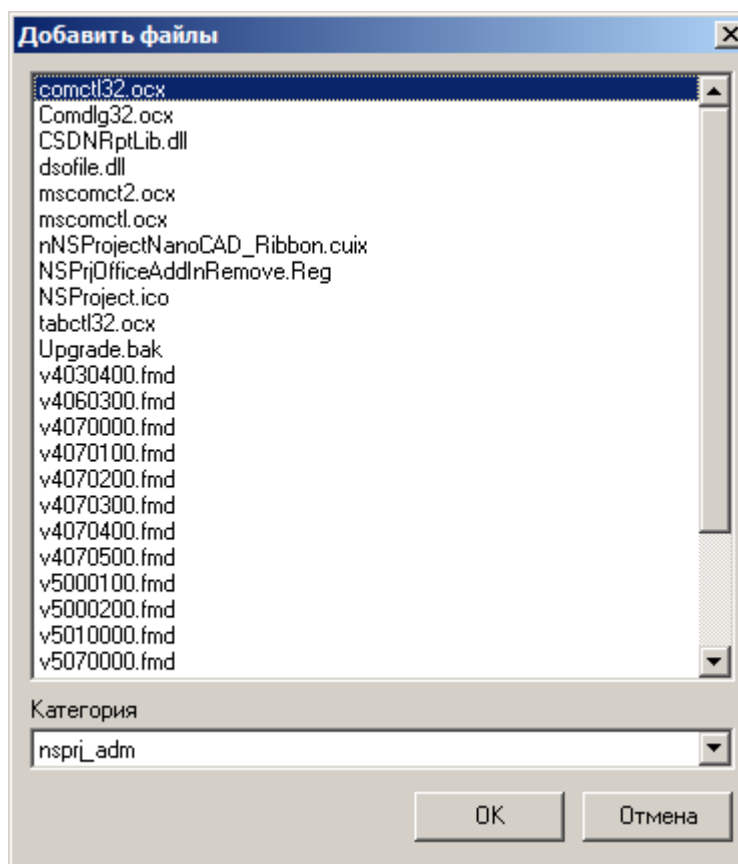 Добавить файлы
comctl32.ocx
Comdlg32.ocx
CSDNRptLib.dll
dsofile.dll
mscomct2.ocx
mscomctl.ocx
nNSProjectNanoCAD_Ribbon.cuix
NSPrjOfficeAddInRemove.Reg
NSProject.ico
tabctl32.ocx
Upgrade.bak
v4030400.fmd
v4060300.fmd
v4070000.fmd
v4070100.fmd
v4070200.fmd
v4070300.fmd
v4070400.fmd
v4070500.fmd
v5000100.fmd
v5000200.fmd
v5010000.fmd
v5070000.fmd
Категория
nsprj_adm
OK
Отмена